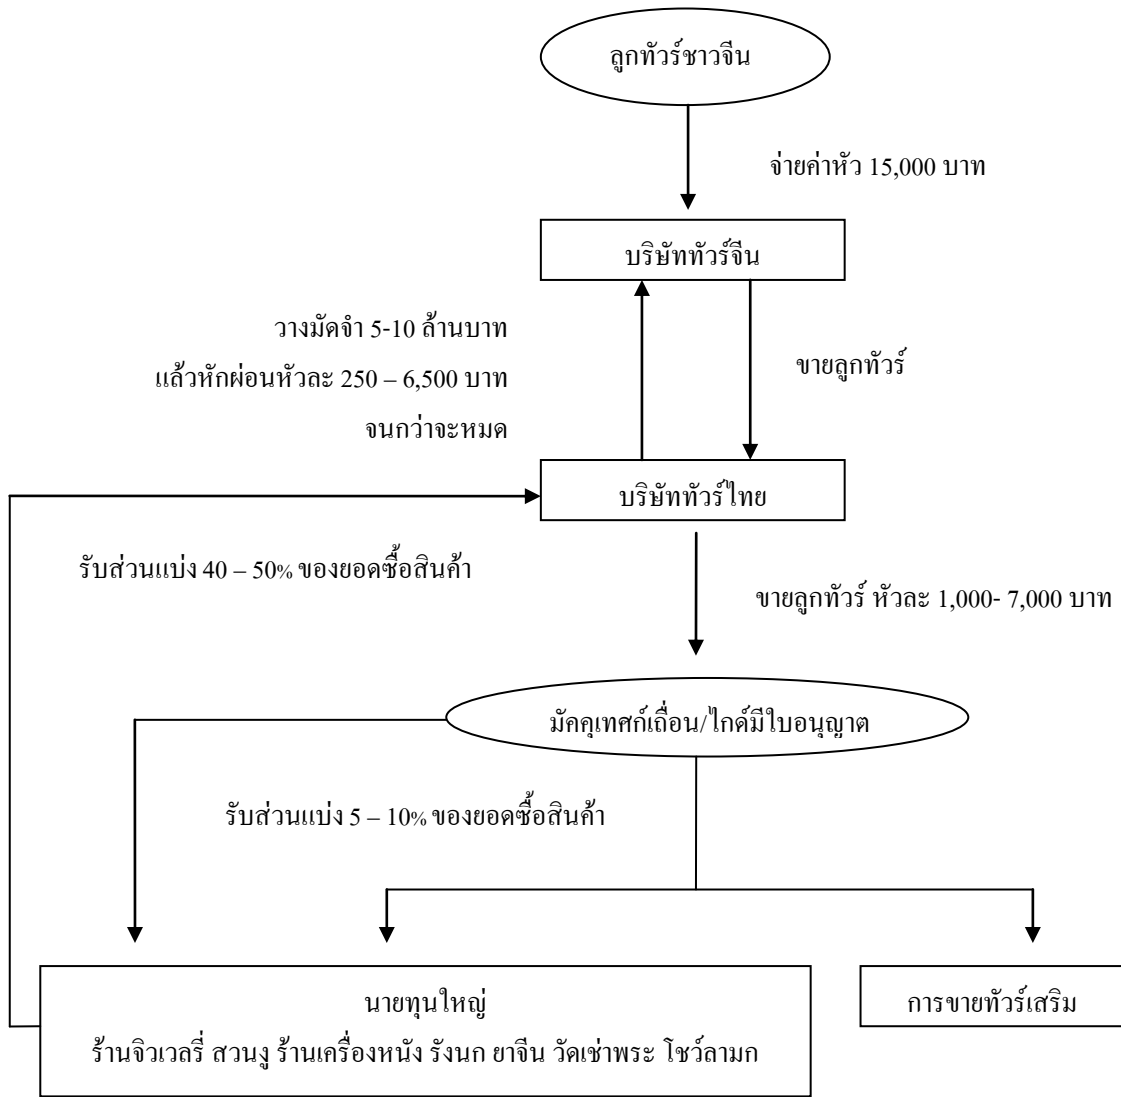 ลูกทัวร์ชาวจีน
จ่ายค่าหัว 15,000 บาท
บริษัททัวร์จีน
วางมัดจำ 5-10 ล้านบาท
แล้วหักผ่อนหัวละ 250 – 6,500 บาท
จนกว่าจะหมด
ขายลูกทัวร์
บริษัททัวร์ไทย
รับส่วนแบ่ง 40 – 50% ของยอดซื้อสินค้า
ขายลูกทัวร์ หัวละ 1,000- 7,000 บาท
มัคคุเทศก์เถื่อน/ไกด์มีใบอนุญาต
รับส่วนแบ่ง 5 – 10% ของยอดซื้อสินค้า
นายทุนใหญ่
ร้านจิวเวลรี่ สวนงู ร้านเครื่องหนัง รังนก ยาจีน วัดเช่าพระ โชว์ลามก
การขายทัวร์เสริม